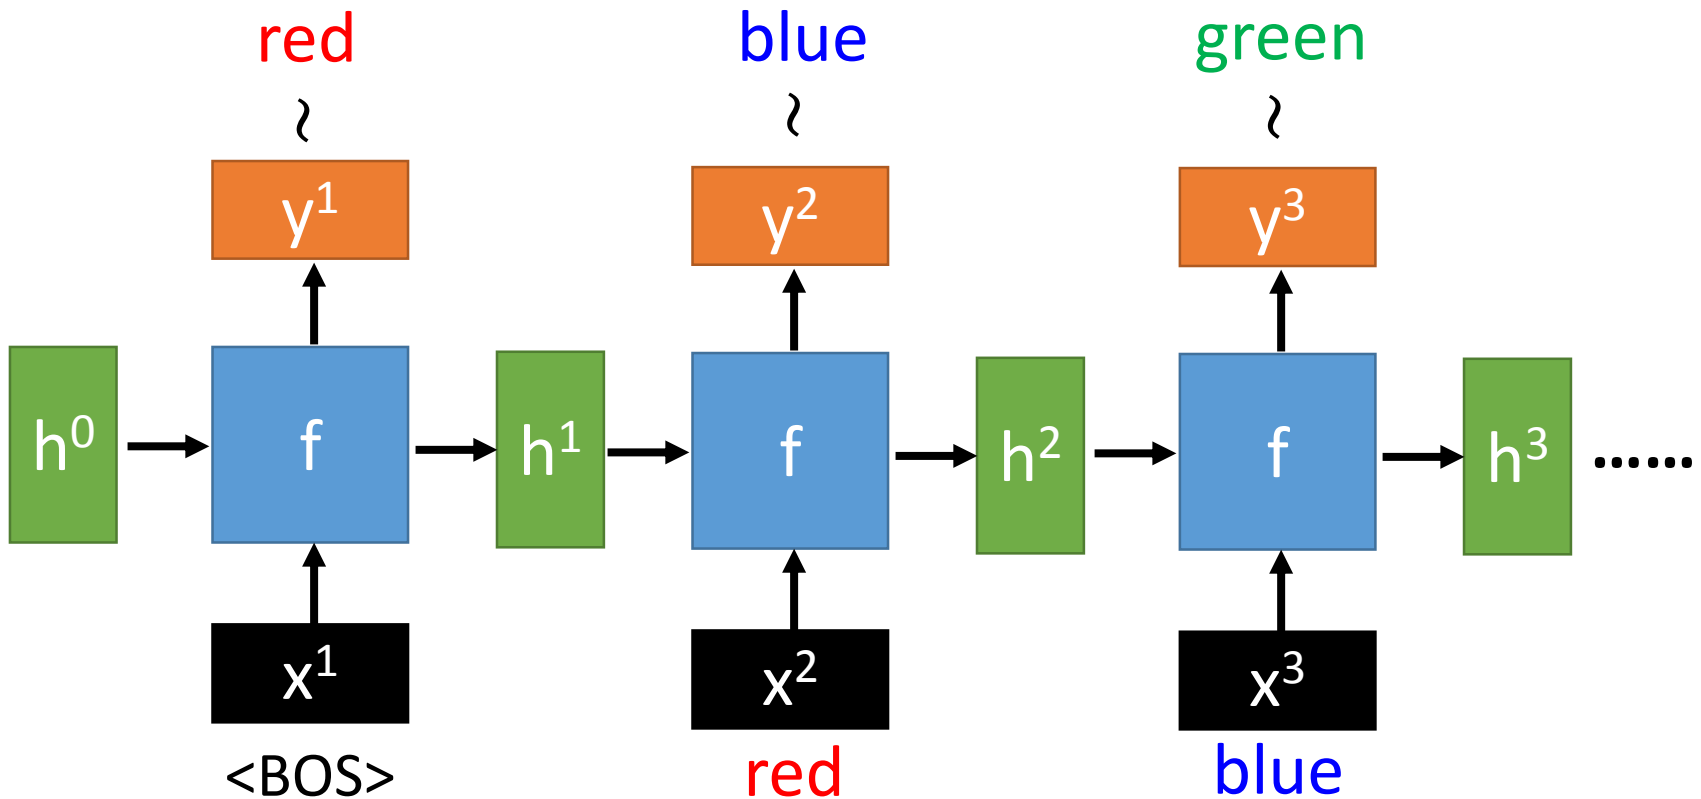 red blue green
~ ~ ~
y¹ y² y³
h⁰ f h¹ f h² f h³ ......
x¹ x² x³
<BOS> red blue